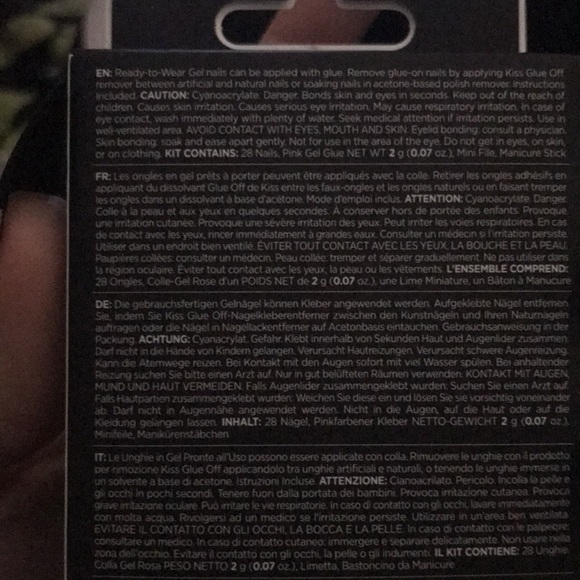 EN: Ready-to-Wear Gel nails can be applied with glue. Remove glue-on nails by applying Kiss Glue Off
remover between artificial and natural nails or soaking nails in acetone-based polish remover. Instructions
Included. CAUTION: Cyanoacrylate. Danger. Bonds skin and eyes in seconds. Keep out of the reach of
children. Causes skin irritation. Causes serious eye irritation. May cause respiratory irritation. In case of
eye contact, wash immediately with plenty of water. Seek medical attention if irritation persists. Use in
well-ventilated area. AVOID CONTACT WITH EYES, MOUTH AND SKIN. Eyelid bonding: consult a physician.
Skin bonding: soak and ease apart gently. Not for use in the area of the eye. Do not get in eyes, on skin,
or on clothing. KIT CONTAINS: 28 Nails, Pink Gel Glue NET WT 2 g (0.07 oz.), Mini File, Manicure Stick
FR: Les ongles en gel prêts à porter peuvent être appliqués avec la colle. Retirer les ongles adhésifs en
appliquant du dissolvant Glue Off de Kiss entre les faux-ongles et les ongles naturels ou en faisant tremper
les ongles dans un dissolvant à base d'acétone. Mode d'emploi inclus. ATTENTION: Cyanoacrylate. Danger.
Colle à la peau et aux yeux en quelques secondes. À conserver hors de portée des enfants. Provoque
une irritation cutanée. Provoque une sévère irritation des yeux. Peut irriter les voies respiratoires. En cas
de contact avec les yeux, rincer immédiatement à grandes eaux. Consulter un médecin si l'irritation persiste.
Utiliser dans un endroit bien ventilé. ÉVITER TOUT CONTACT AVEC LES YEUX, LA BOUCHE ET LA PEAU.
Paupières collées: consulter un médecin. Peau collée: tremper et séparer graduellement. Ne pas utiliser dans
la région oculaire. Éviter tout contact avec les yeux, la peau ou les vêtements. L'ENSEMBLE COMPREND:
28 Ongles, Colle-Gel Rose d'un POIDS NET de 2 g (0.07 oz.), une Lime Miniature, un Bâton à Manucure
DE: Die gebrauchsfertigen Gelnägel können Kleber angewendet werden. Aufgeklebte Nägel entfernen
Sie, indem Sie Kiss Glue Off-Nagelkleberentferner zwischen den Kunstnägeln und Ihren Naturnägeln
auftragen oder die Nägel in Nagellackentferner auf Acetonbasis eintauchen. Gebrauchsanweisung in der
Packung. ACHTUNG: Cyanacrylat. Gefahr. Klebt innerhalb von Sekunden Haut und Augenlider zusammen.
Darf nicht in die Hände von Kindern gelangen. Verursacht Hautreizungen. Verursacht schwere Augenreizung.
Kann die Atemwege reizen. Bei Kontakt mit den Augen sofort mit viel Wasser spülen. Bei anhaltender
Reizung suchen Sie bitte einen Arzt auf. Nur in gut belüfteten Räumen verwenden. KONTAKT MIT AUGEN,
MUND UND HAUT VERMEIDEN. Falls Augenlider zusammengeklebt wurden: Suchen Sie einen Arzt auf.
Falls Hautpartien zusammengeklebt wurden: Weichen Sie diese ein und lösen Sie sie vorsichtig voneinander
ab. Darf nicht in Augennähe angewendet werden. Nicht in die Augen, auf die Haut oder auf die
Kleidung gelangen lassen. INHALT: 28 Nägel, Pinkfarbener Kleber NETTO-GEWICHT 2 g (0.07 oz.),
Minifeile, Manikürenstäbchen
IT: Le Unghie in Gel Pronte all'Uso possono essere applicate con colla. Rimuovere le unghie con il prodotto
per rimozione Kiss Glue Off applicandolo tra unghie artificiali e naturali, o tenendo le unghie immerse in
un solvente a base di acetone. Istruzioni Incluse. ATTENZIONE: Cianoacrilato. Pericolo. Incolla la pelle e
gli occhi in pochi secondi. Tenere fuori dalla portata dei bambini. Provoca irritazione cutanea. Provoca
grave irritazione oculare. Può irritare le vie respiratorie. In caso di contatto con gli occhi, lavare immediatamente
con molta acqua. Rivolgersi ad un medico se l'irritazione persiste. Utilizzare in un'area ben ventilata.
EVITARE IL CONTATTO CON GLI OCCHI, LA BOCCA E LA PELLE. In caso di contatto con le palpebre:
consultare un medico. In caso di contatto cutaneo: immergere e separare delicatamente. Non usare nella
zona dell'occhio. Evitare il contatto con gli occhi, la pelle o gli indumenti. IL KIT CONTIENE: 28 Unghie,
Colla Gel Rosa PESO NETTO 2 g (0.07 oz.), Limetta, Bastoncino da Manicure